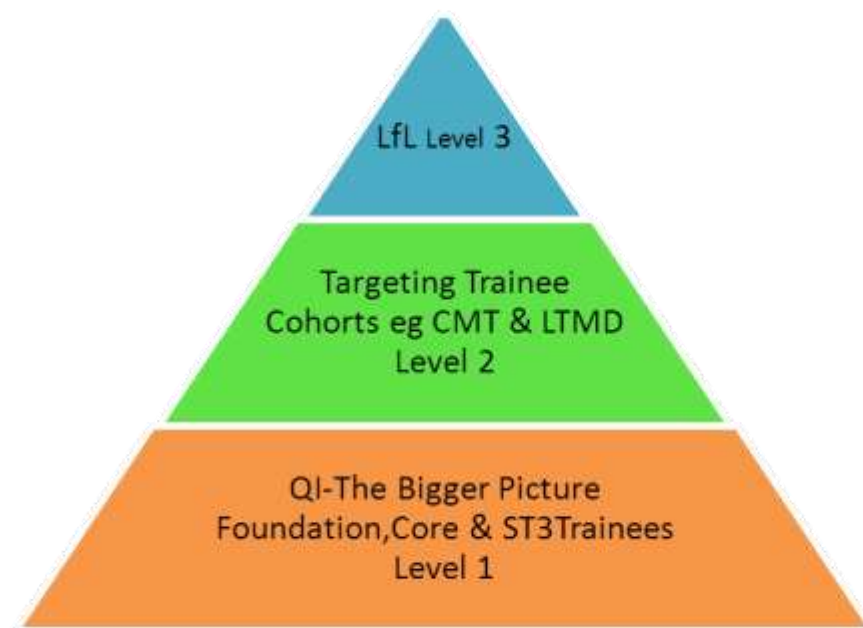 LfL Level 3
Targeting Trainee
Cohorts eg CMT & LTMD
Level 2
QI-The Bigger Picture
Foundation,Core & ST3Trainees
Level 1